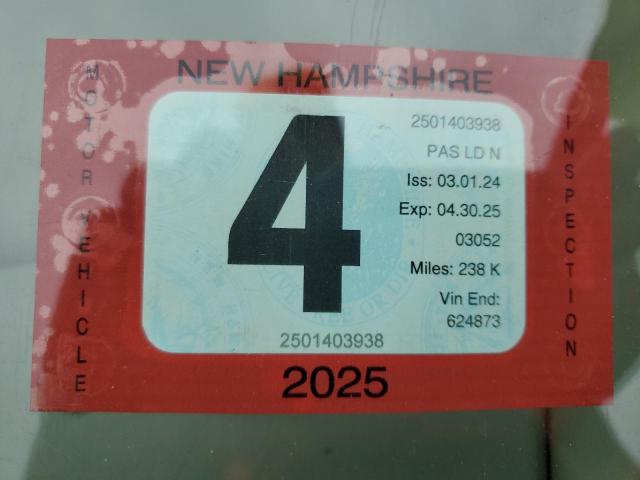 NEW HAMPSHIRE
MOTOR VEHICLE
4
2501403938
PAS LD N
Iss: 03.01.24
Exp: 04.30.25
03052
Miles: 238 K
Vin End:
624873
2501403938
INSPECTION
2025